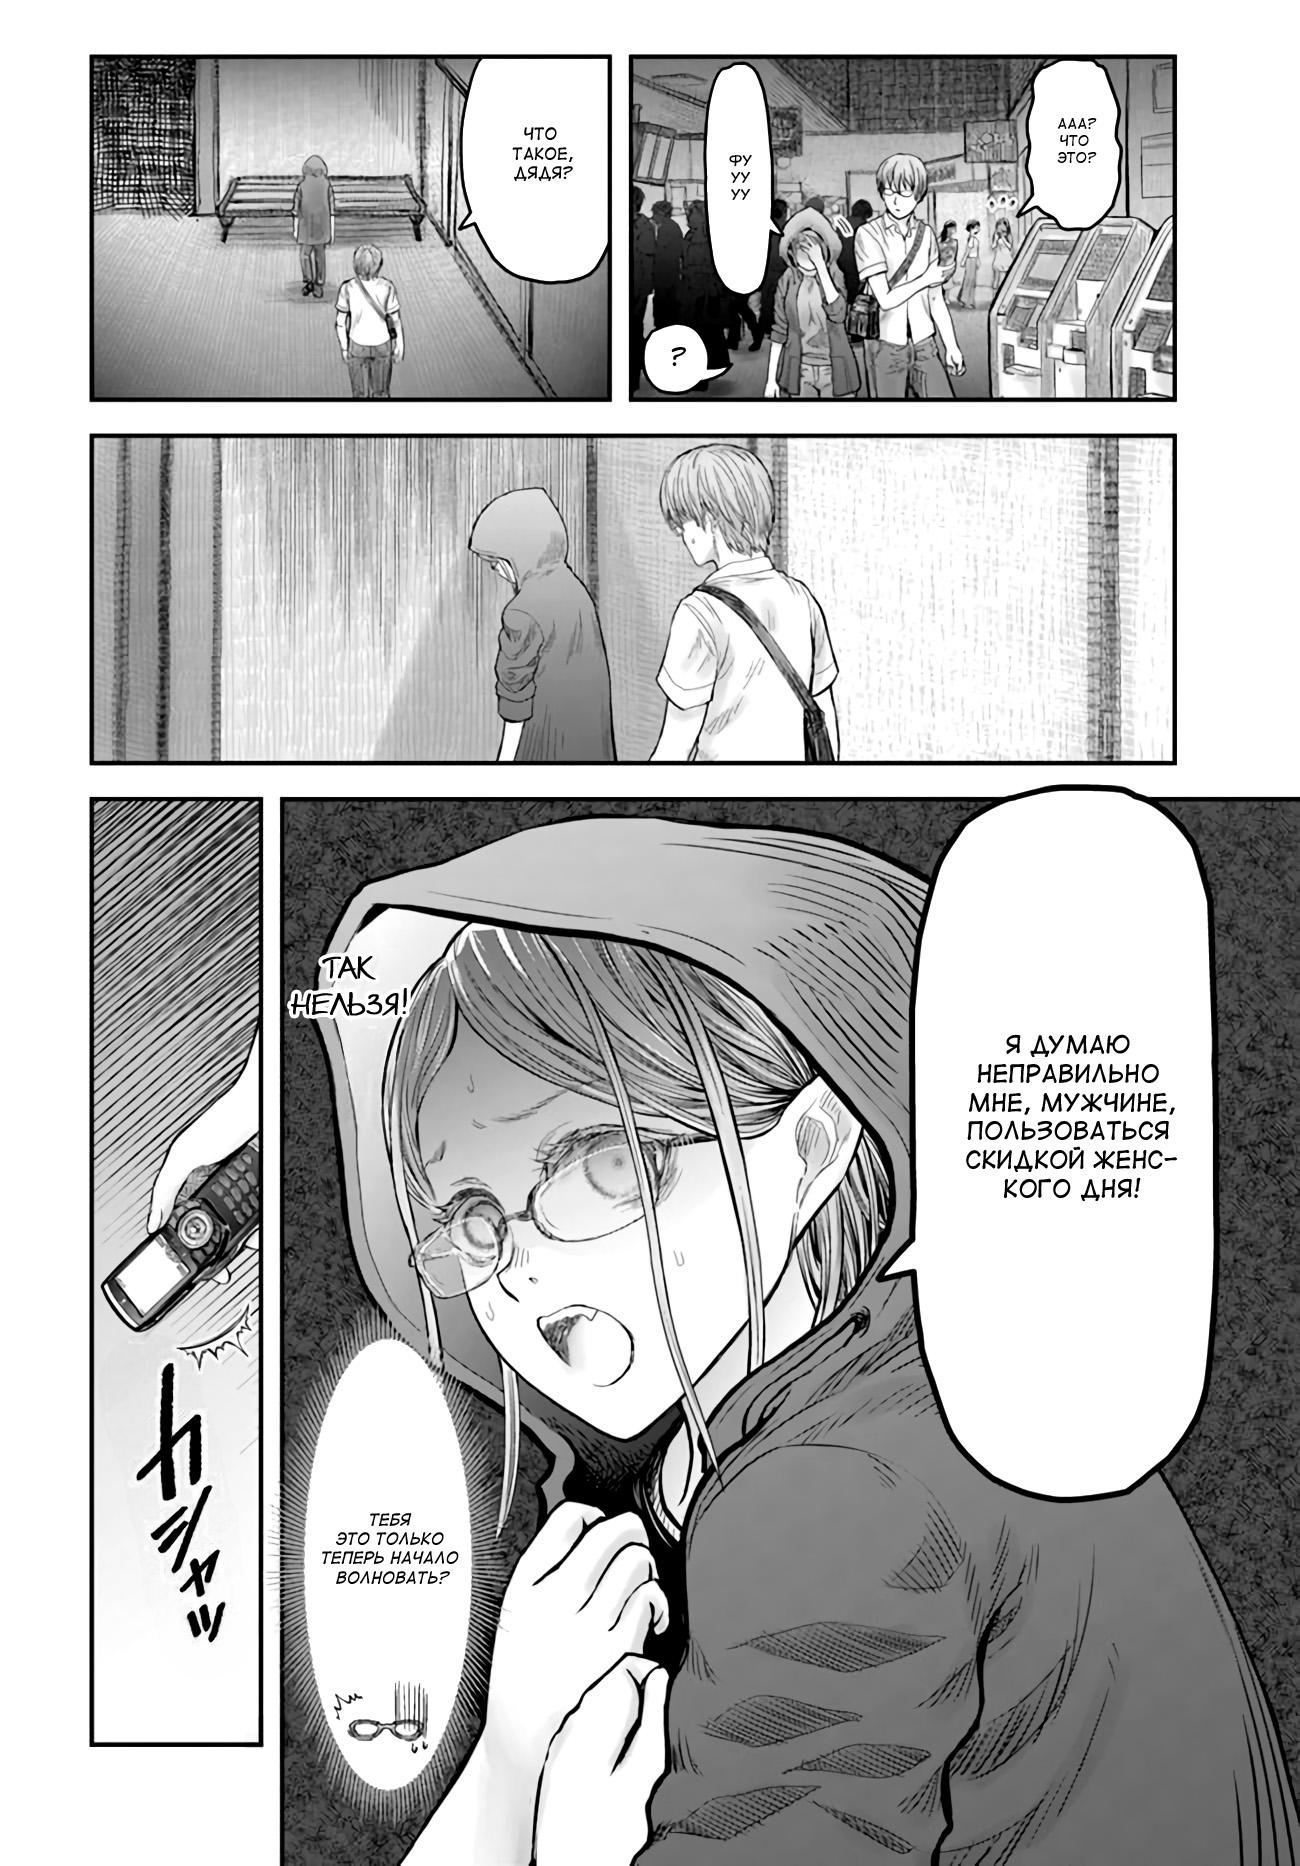 ААА?
ЧТО
ЭТО?
ФУ
УУ
УУ
?
ЧТО
ТАКОЕ,
ДЯДЯ?
Я ДУМАЮ
НЕПРАВИЛЬНО
МНЕ, МУЖЧИНЕ,
ПОЛЬЗОВАТЬСЯ
СКИДКОЙ ЖЕНС-
КОГО ДНЯ!
ТАК
НЕЛЬЗЯ!
ТЕБЯ
ЭТО ТОЛЬКО
ТЕПЕРЬ НАЧАЛО
ВОЛНОВАТЬ?
カシャッ